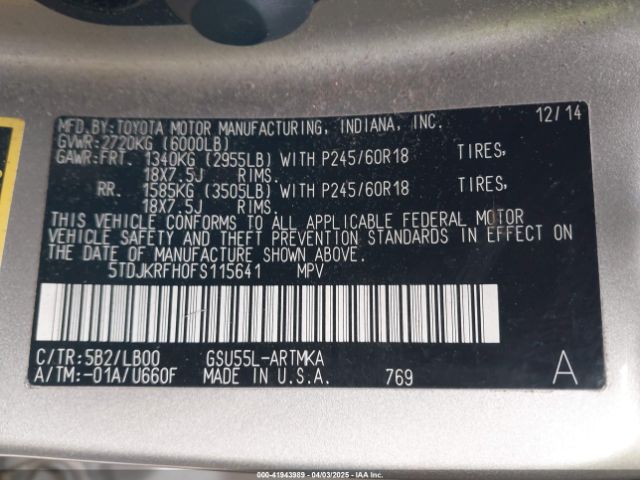 MFD.BY:TOYOTA MOTOR MANUFACTURING, INDIANA, INC. 12/14
GVWR:2720KG (6000LB)
GAWR:FRT. 1340KG (2955LB) WITH P245/60R18 TIRES,
18X7.5J RIMS.
RR. 1585KG (3505LB) WITH P245/60R18 TIRES,
18X7.5J RIMS.
THIS VEHICLE CONFORMS TO ALL APPLICABLE FEDERAL MOTOR
VEHICLE SAFETY AND THEFT PREVENTION STANDARDS IN EFFECT ON
THE DATE OF MANUFACTURE SHOWN ABOVE.
5TDJKRFH0FS115641 MPV
C/TR:5B2/LB00 GSU55L-ARTMKA A
A/TM:-01A/U660F MADE IN U.S.A. 769
000-41943989 - 04/03/2025 - IAAI.COM